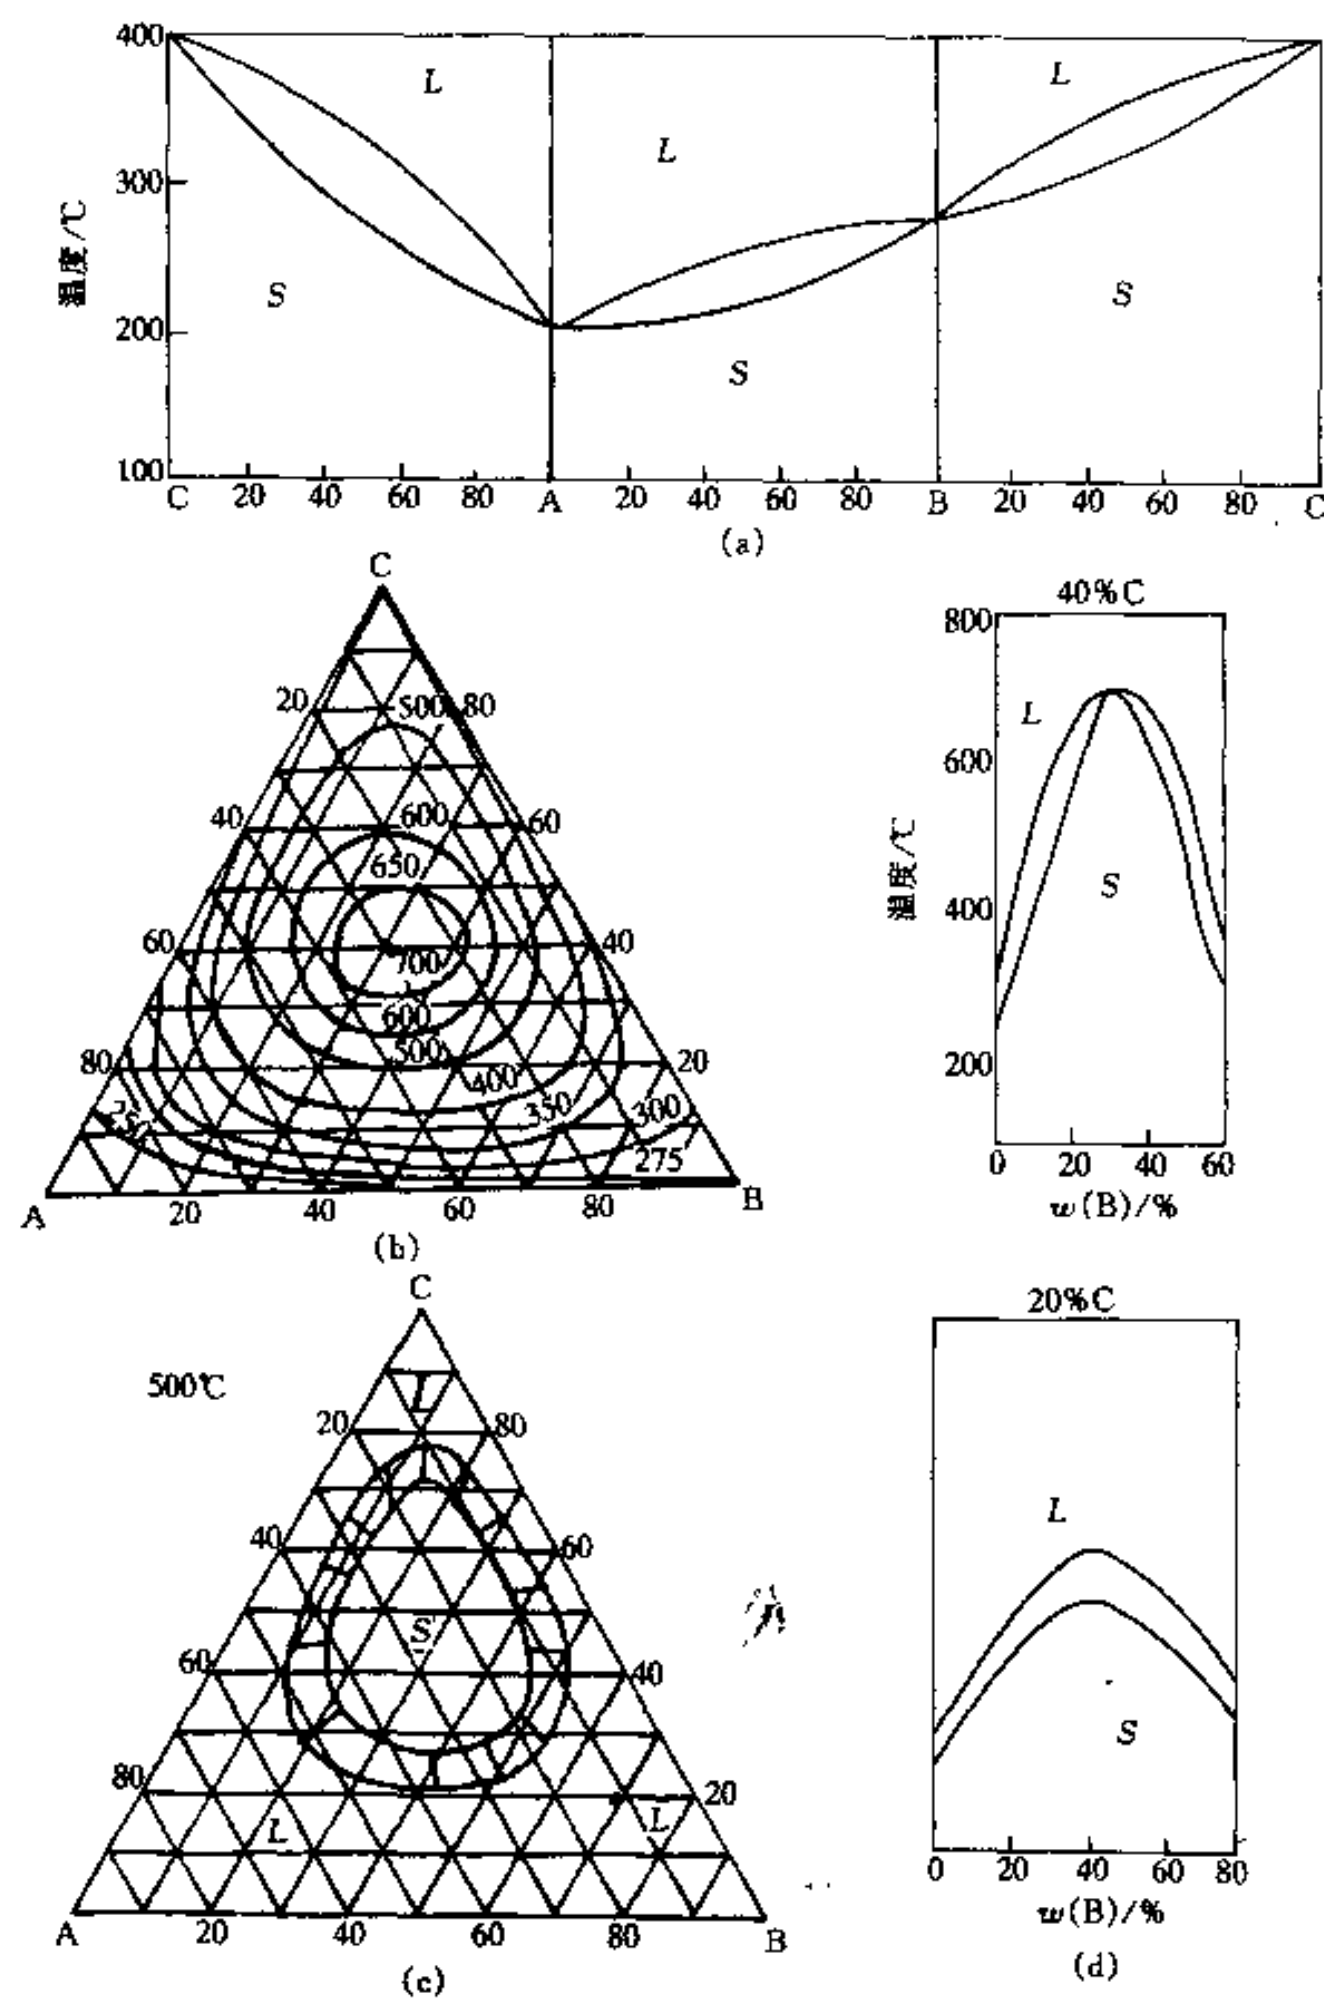 400
300
200
100
温度/℃
L
S
L
S
L
S
C 20 40 60 80 A 20 40 60 80 B 20 40 60 80 C
(a)
C
20 500 80
40 600 60
650
60 700 40
600
80 500 20
400
350
300
250
275
A 20 40 60 80 B
(b)
40%C
800
600
400
200
温度/℃
L
S
0 20 40 60
w(B)/%
C
500℃
L
20 80
40 60
S
60 40
80 20
L L
A 20 40 60 80 B
(c)
20%C
L
S
0 20 40 60 80
w(B)/%
(d)